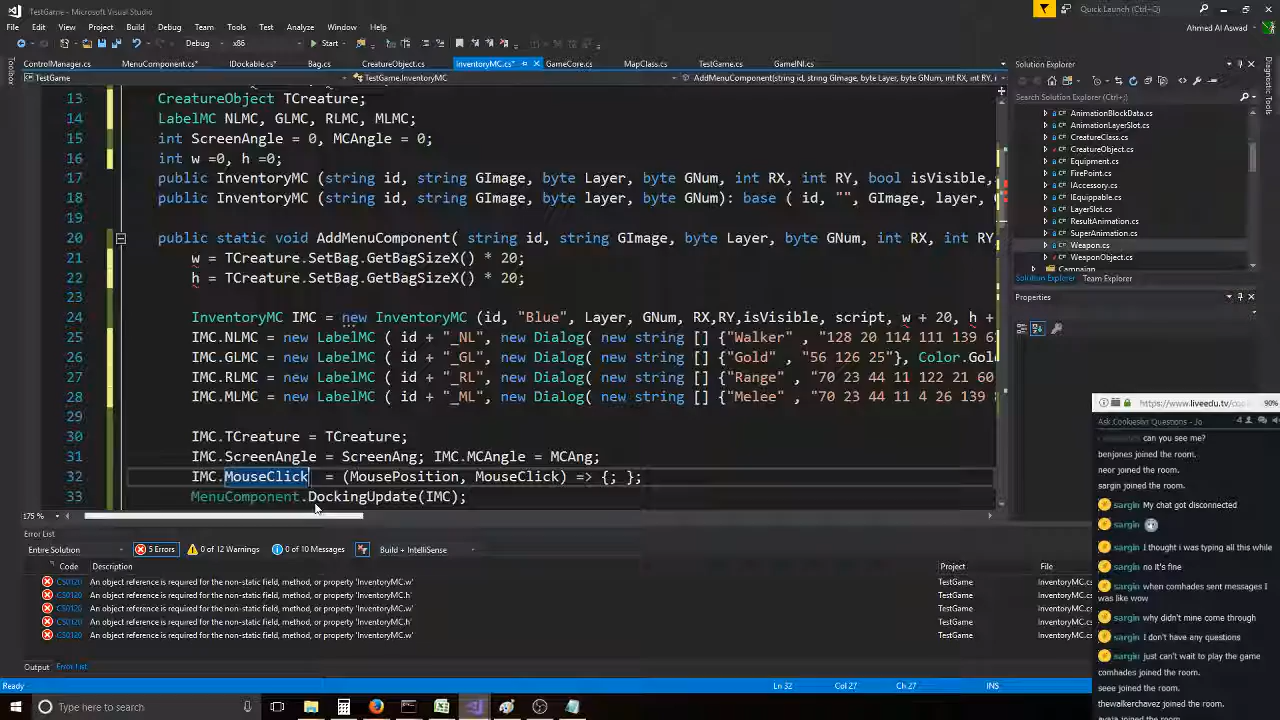 TestGame - Microsoft Visual Studio
Quick Launch (Ctrl+;)
File Edit View Project Build Debug Team Tools Architecture Test Analyze Window Help
Ahmed Al Aswad
Debug x86 Start
ControlManager.cs MenuComponent.cs* IDockable.cs* Bag.cs CreatureObject.cs InventoryMC.cs* GameCore.cs MapClass.cs TestGame.cs GameINI.cs
Solution Explorer
Toolbox
Diagnostic Tools
TestGame
TestGame.InventoryMC
AddMenuComponent(string id, string GImage, byte Layer, byte GNum, int RX, int RY,
Search Solution Explorer (Ctrl+;)
13 CreatureObject TCreature;
14 LabelMC NLMC, GLMC, RLMC, MLMC;
15 int ScreenAngle = 0, MCAngle = 0;
16 int w =0, h =0;
17 public InventoryMC (string id, string GImage, byte Layer, byte GNum, int RX, int RY, bool isVisible,
18 public InventoryMC (string id, string GImage, byte layer, byte GNum): base ( id, "", GImage, layer,
19
20 public static void AddMenuComponent( string id, string GImage, byte Layer, byte GNum, int RX, int RY
21 w = TCreature.SetBag.GetBagSizeX() * 20;
22 h = TCreature.SetBag.GetBagSizeX() * 20;
23
24 InventoryMC IMC = new InventoryMC (id, "Blue", Layer, GNum, RX,RY,isVisible, script, w + 20, h +
25 IMC.NLMC = new LabelMC ( id + "_NL", new Dialog( new string [] {"Walker" , "128 20 114 111 139 6
26 IMC.GLMC = new LabelMC ( id + "_GL", new Dialog( new string [] {"Gold" , "56 126 25"}, Color.Gol
27 IMC.RLMC = new LabelMC ( id + "_RL", new Dialog( new string [] {"Range" , "70 23 44 11 122 21 60
28 IMC.MLMC = new LabelMC ( id + "_ML", new Dialog( new string [] {"Melee" , "70 23 44 11 4 26 139 8
29
30 IMC.TCreature = TCreature;
31 IMC.ScreenAngle = ScreenAng; IMC.MCAngle = MCAng;
32 IMC.MouseClick = (MousePosition, MouseClick) => {;_};
33 MenuComponent.DockingUpdate(IMC);
175 %
AnimationBlockData.cs
AnimationLayerSlot.cs
CreatureClass.cs
CreatureObject.cs
Equipment.cs
FirePoint.cs
IAccessory.cs
IEquippable.cs
LayerSlot.cs
ResultAnimation.cs
SuperAnimation.cs
Weapon.cs
WeaponObject.cs
Campaign
Solution Explorer Team Explorer
Properties
Error List
Entire Solution 5 Errors 0 of 12 Warnings 0 of 10 Messages Build + IntelliSense
Code Description Project File
CS0120 An object reference is required for the non-static field, method, or property 'InventoryMC.w' TestGame InventoryMC.cs
CS0120 An object reference is required for the non-static field, method, or property 'InventoryMC.h' TestGame InventoryMC.cs
CS0120 An object reference is required for the non-static field, method, or property 'InventoryMC.w' TestGame InventoryMC.cs
CS0120 An object reference is required for the non-static field, method, or property 'InventoryMC.h' TestGame InventoryMC.cs
CS0120 An object reference is required for the non-static field, method, or property 'InventoryMC.w' TestGame InventoryMC.cs
Output Error List
Ready Ln 32 Col 27 Ch 27 INS
Type here to search
https://www.liveedu.tv/co 90%
Ask Cookiesixr Questions - Jo 4
can you see me?
benjones joined the room.
neor joined the room.
sargin joined the room.
sargin My chat got disconnected
sargin
sargin I thought i was typing all this while
sargin no it's fine
sargin when comhades sent messages I
was like wow
sargin why didn't mine come through
sargin I don't have any questions
sargin just can't wait to play the game
comhades joined the room.
seee joined the room.
thewalkerchavez joined the room.